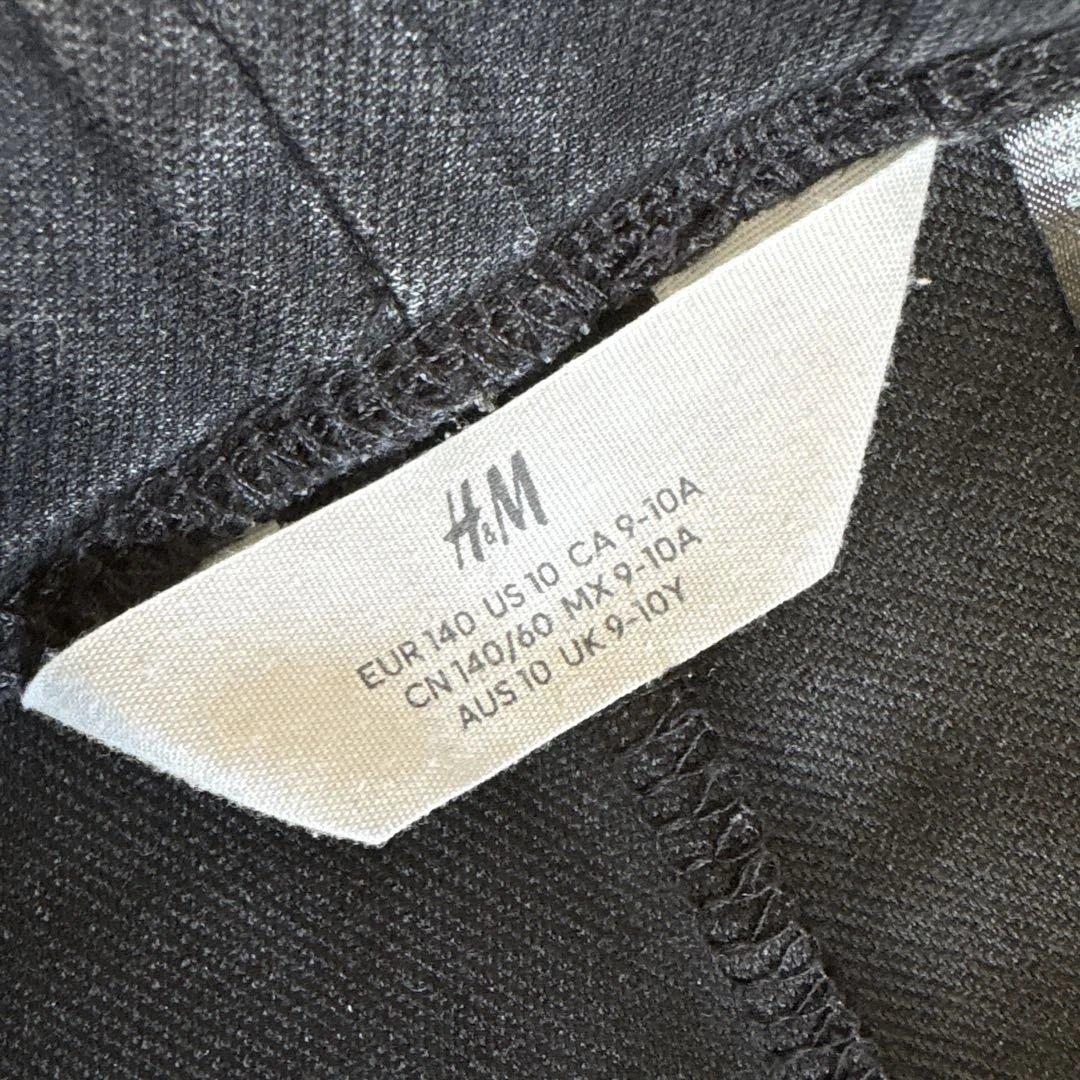 H&M
EUR 140 US 10 CA 9-10A
CN 140/60 MX 9-10A
AUS 10 UK 9-10Y